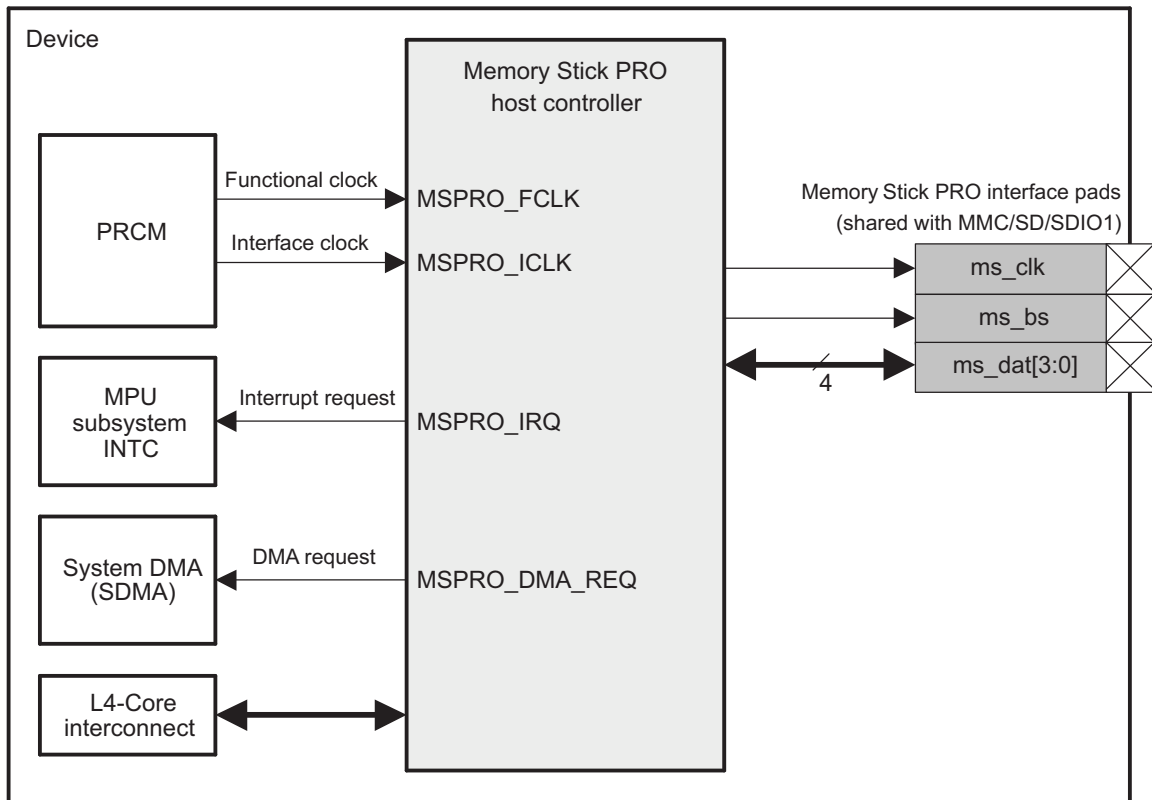 Device
Memory Stick PRO
host controller
PRCM
Functional clock
MSPRO_FCLK
Interface clock
MSPRO_ICLK
Memory Stick PRO interface pads
(shared with MMC/SD/SDIO1)
ms_clk
ms_bs
ms_dat[3:0]
4
MPU
subsystem
INTC
Interrupt request
MSPRO_IRQ
System DMA
(SDMA)
DMA request
MSPRO_DMA_REQ
L4-Core
interconnect